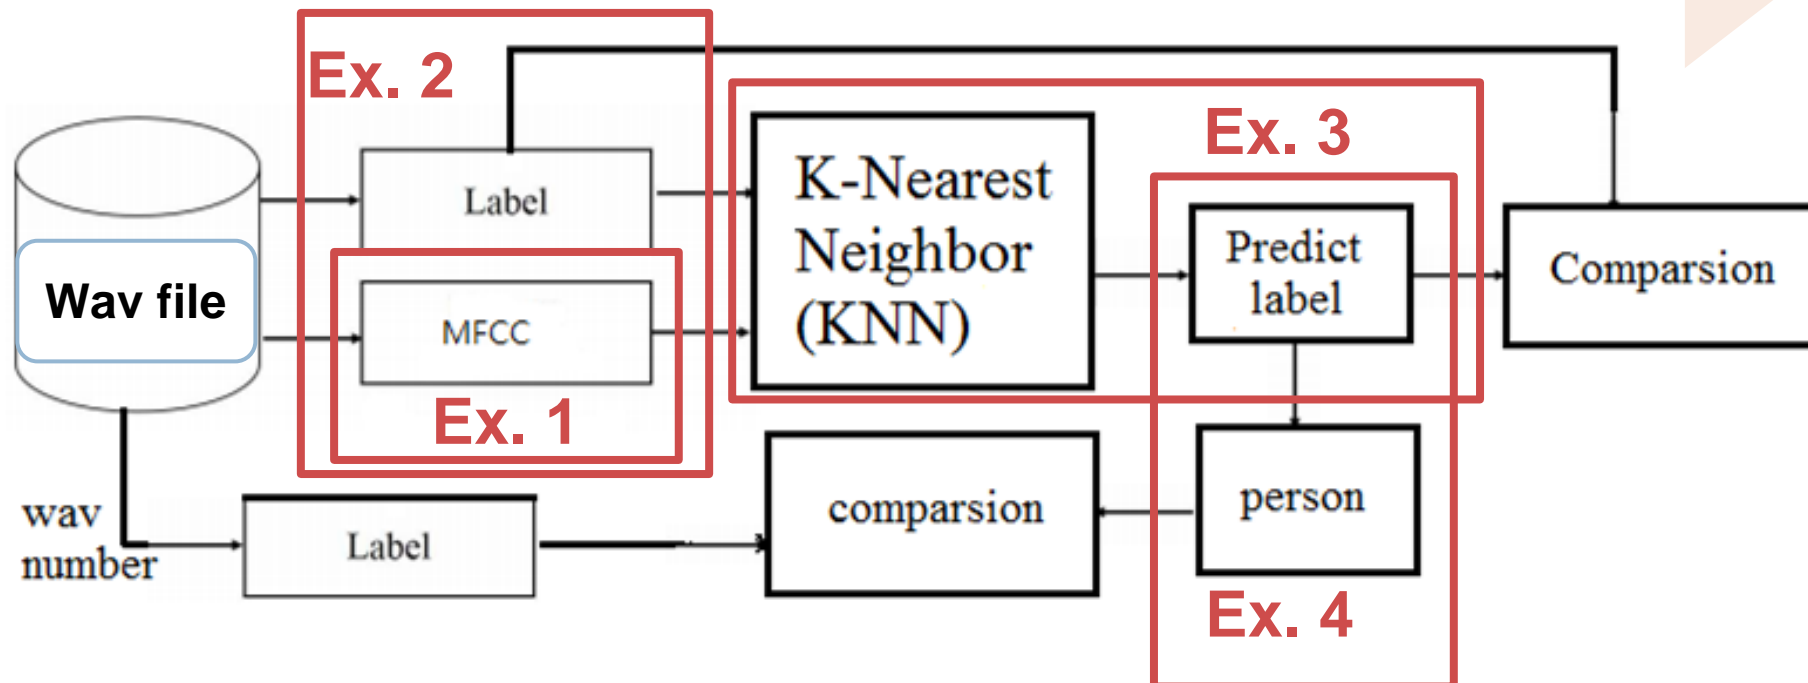 Ex. 2
Ex. 3
Label
K-Nearest
Neighbor
(KNN)
Predict
label
Comparsion
Wav file
MFCC
Ex. 1
wav
number
Label
comparsion
person
Ex. 4